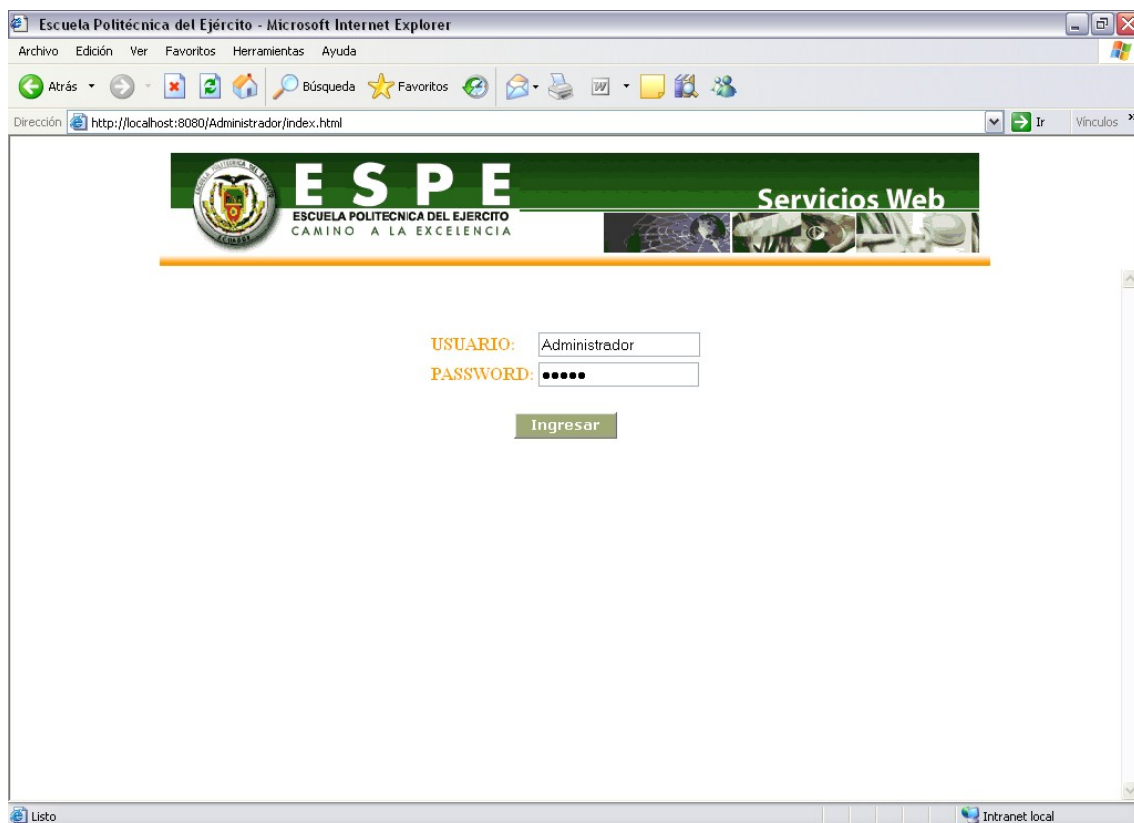 Escuela Politécnica del Ejército - Microsoft Internet Explorer
Archivo Edición Ver Favoritos Herramientas Ayuda
Atrás Búsqueda Favoritos
Dirección http://localhost:8080/Administrador/index.html Ir Vínculos
ESPE
Servicios Web
ESCUELA POLITECNICA DEL EJERCITO
CAMINO A LA EXCELENCIA
ECUADOR
USUARIO: Administrador
PASSWORD: •••••
Ingresar
Listo Intranet local